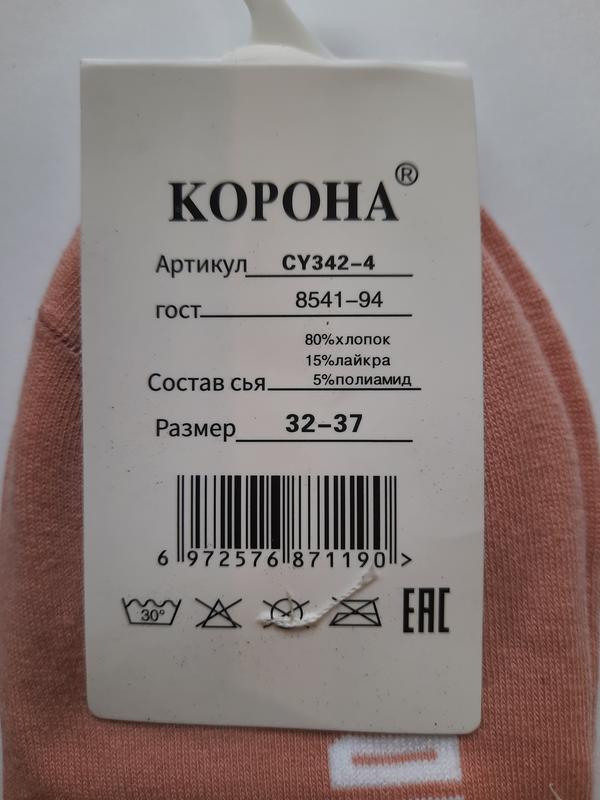 КОРОНА®
Артикул CY342-4
гост 8541-94
80%хлопок
15%лайкра
Состав сья 5%полиамид
Размер 32-37
6 972576 871190 >
30° EAC